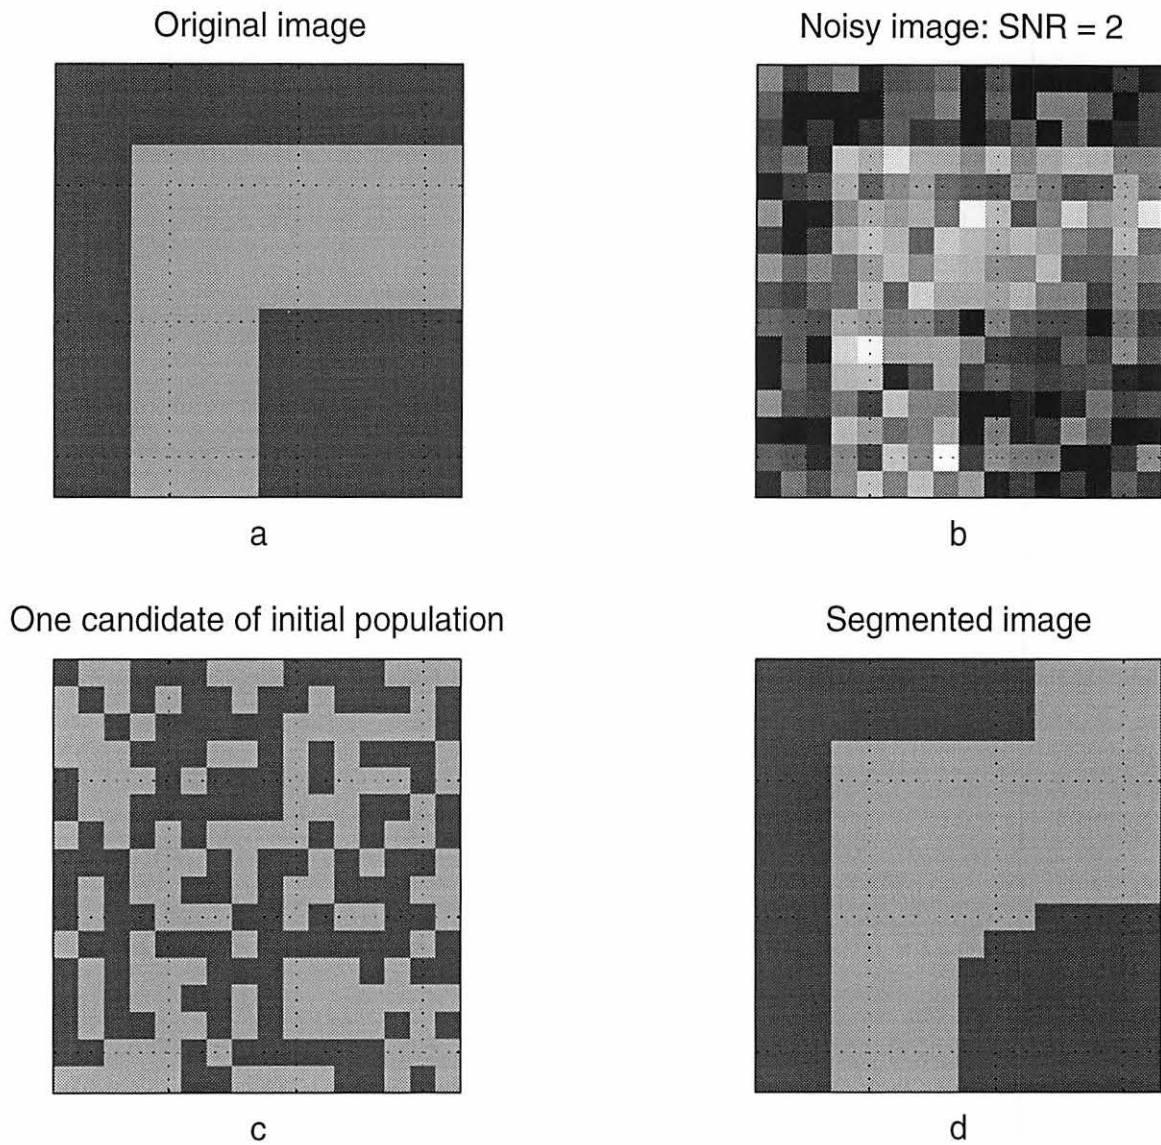 Original image
Noisy image: SNR = 2
a
b
One candidate of initial population
Segmented image
c
d